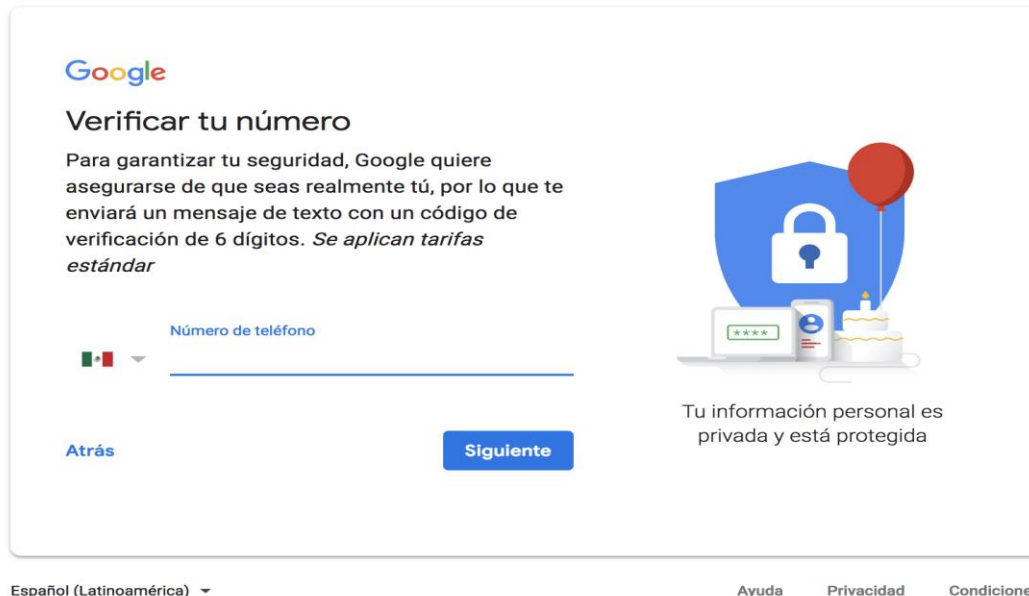 Google
Verificar tu número
Para garantizar tu seguridad, Google quiere
asegurarse de que seas realmente tú, por lo que te
enviará un mensaje de texto con un código de
verificación de 6 dígitos. Se aplican tarifas
estándar
Número de teléfono
****
Tu información personal es
privada y está protegida
Atrás
Siguiente
Español (Latinoamérica)
Ayuda
Privacidad
Condicione